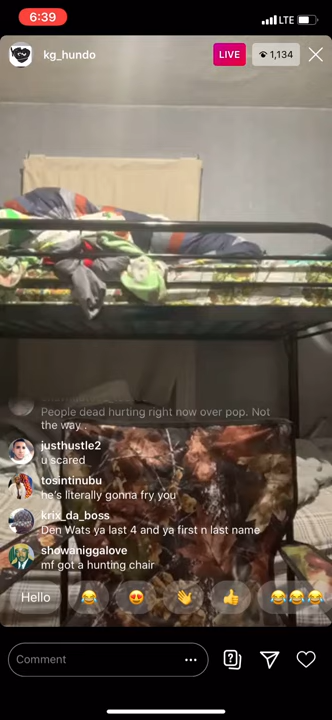 6:39
LTE
kg_hundo
LIVE
1,134
People dead hurting right now over pop. Not
the way..
justhustle2
u scared
tosintinubu
he's literally gonna fry you
krix_da_boss
Den Wats ya last 4 and ya first n last name
showaniggalove
mf got a hunting chair
Hello
Comment